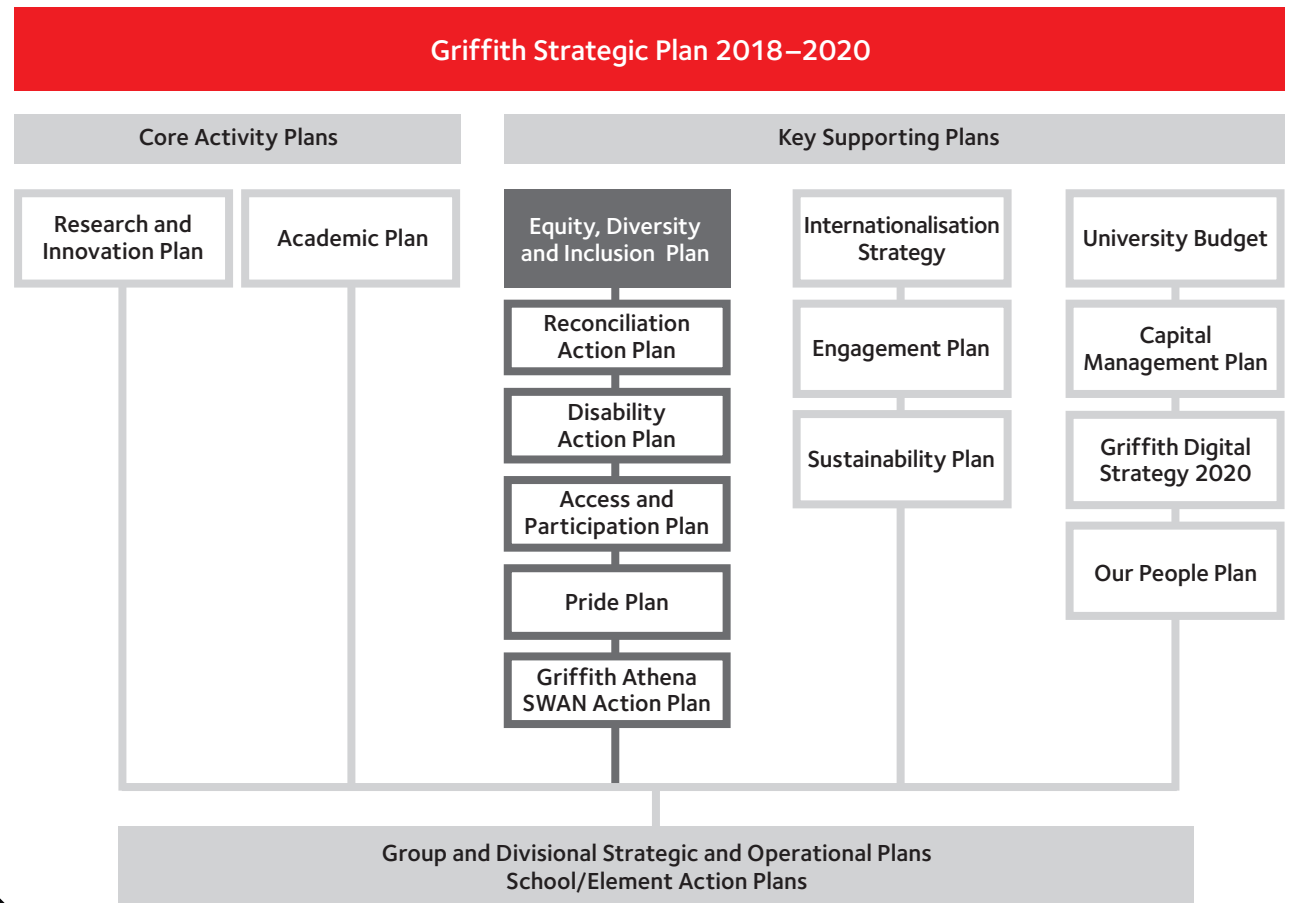 Griffith Strategic Plan 2018–2020
Core Activity Plans
Key Supporting Plans
Research and
Innovation Plan
Academic Plan
Equity, Diversity
and Inclusion Plan
Reconciliation
Action Plan
Disability
Action Plan
Access and
Participation Plan
Pride Plan
Griffith Athena
SWAN Action Plan
Internationalisation
Strategy
Engagement Plan
Sustainability Plan
University Budget
Capital
Management Plan
Griffith Digital
Strategy 2020
Our People Plan
Group and Divisional Strategic and Operational Plans
School/Element Action Plans